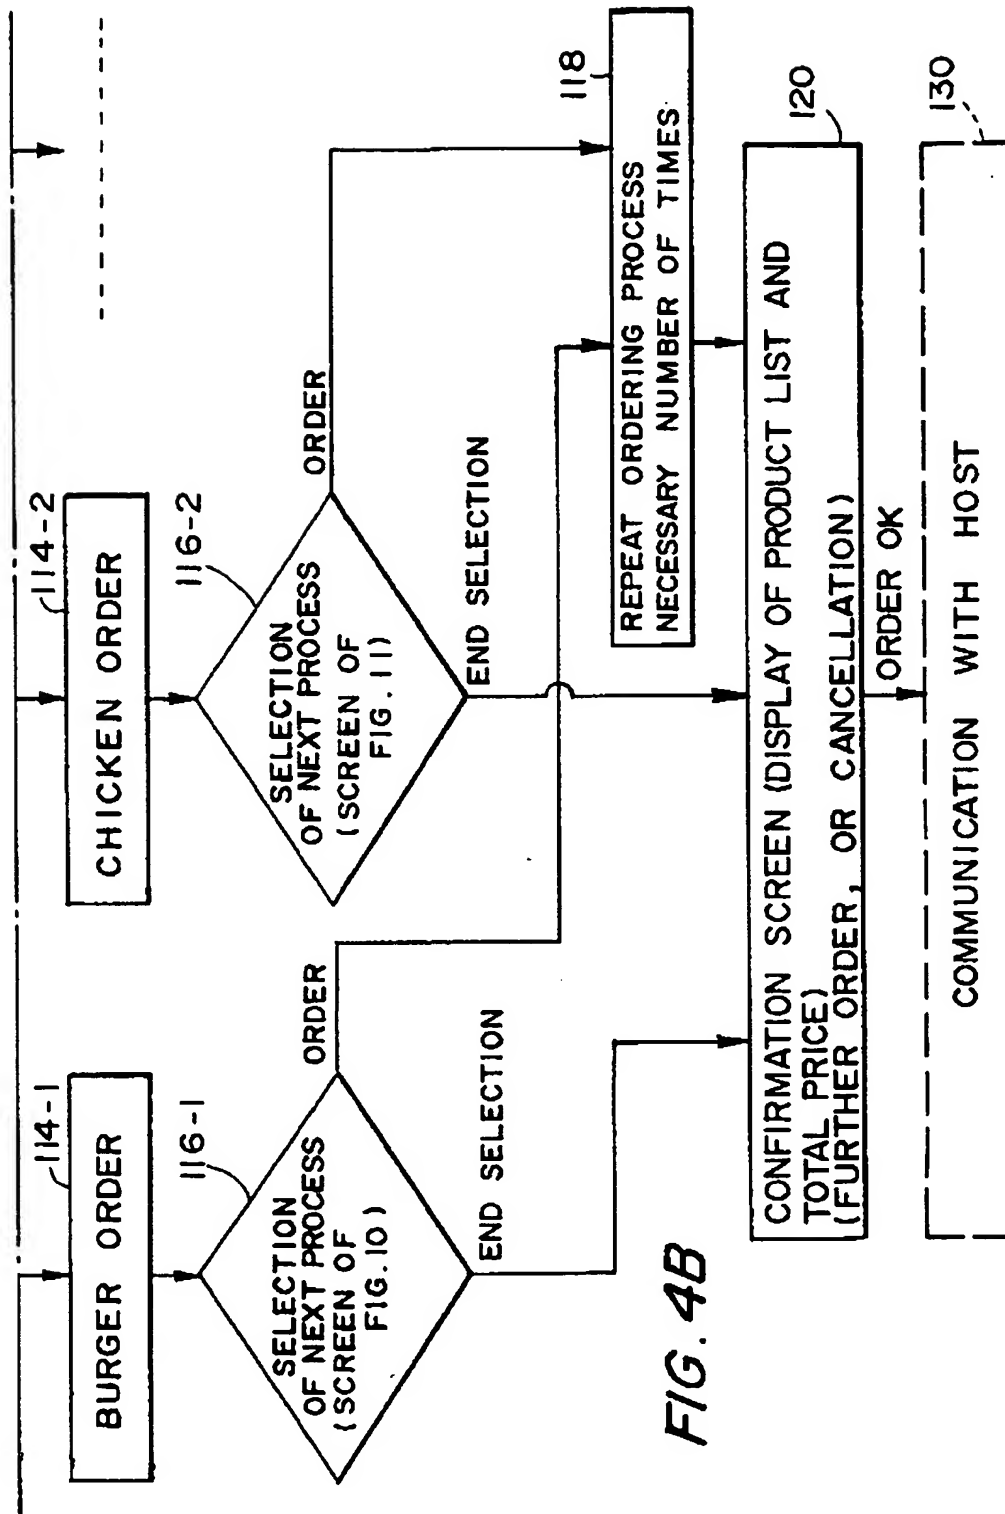 114-1
BURGER ORDER
114-2
CHICKEN ORDER
116-1
SELECTION
OF NEXT PROCESS
(SCREEN OF
FIG.10)
ORDER
END SELECTION
116-2
SELECTION
OF NEXT PROCESS
(SCREEN OF
FIG.11)
ORDER
END SELECTION
118
REPEAT ORDERING PROCESS
NECESSARY NUMBER OF TIMES
120
CONFIRMATION SCREEN (DISPLAY OF PRODUCT LIST AND
TOTAL PRICE)
(FURTHER ORDER, OR CANCELLATION)
ORDER OK
130
COMMUNICATION WITH HOST
FIG. 4B